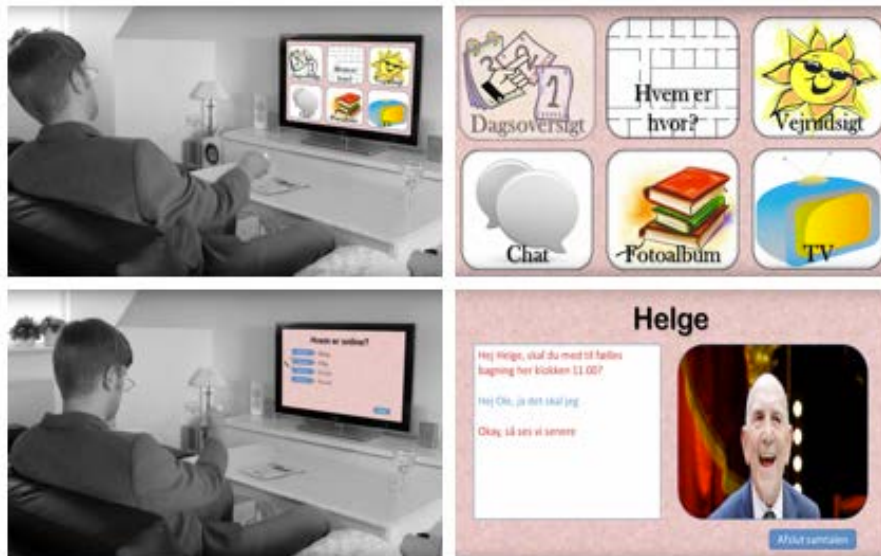 Dagsoversigt
Hvem er
hvor?
Vejrudsigt
Chat
Fotoalbum
TV
Hvem er online?
Helge
Hej Helge, skal du med til fælles
bagning her klokken 11.00?
Hej Ole, ja det skal jeg
Okay, så ses vi senere
Afslut samtalen